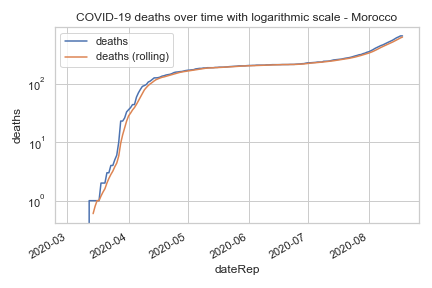 COVID-19 deaths over time with logarithmic scale - Morocco
deaths
deaths (rolling)
10²
10¹
10⁰
deaths
2020-03
2020-04
2020-05
2020-06
2020-07
2020-08
dateRep